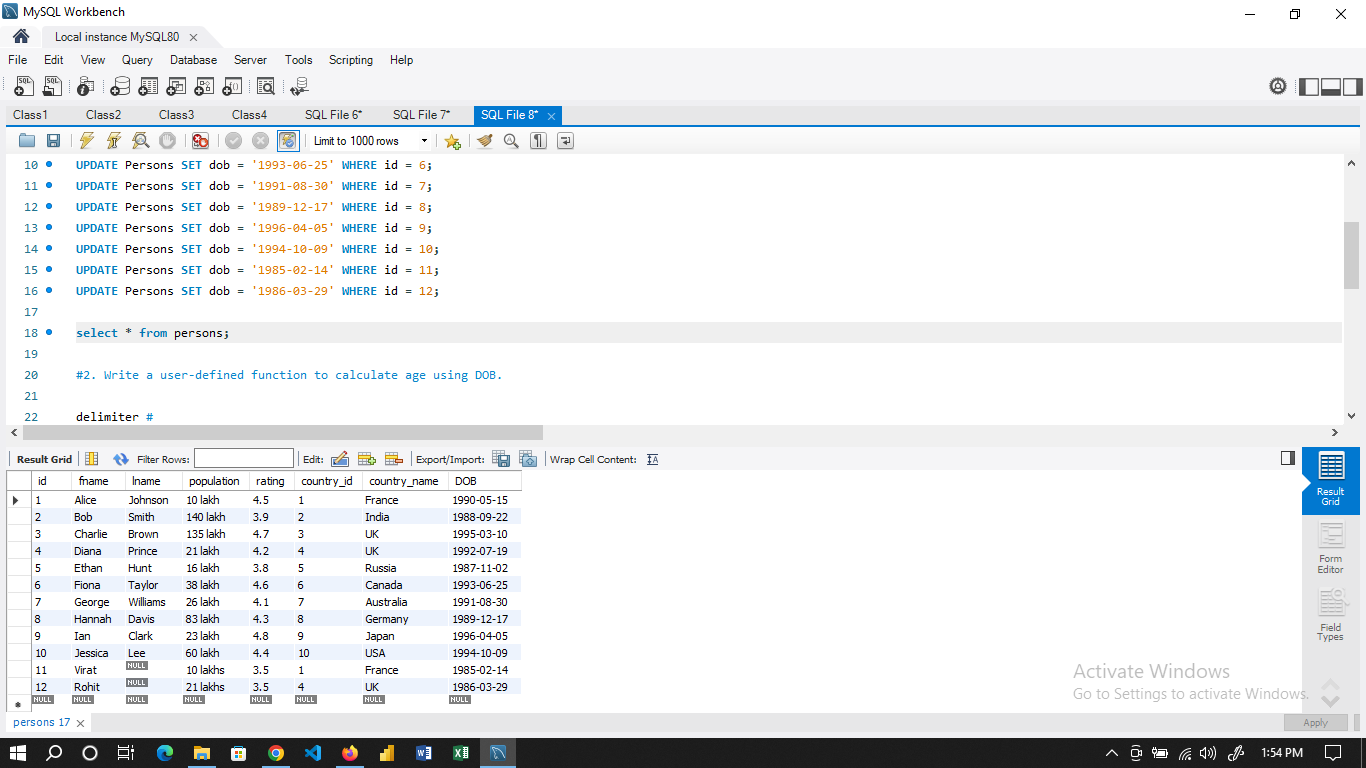 MySQL Workbench
Local instance MySQL80
File Edit View Query Database Server Tools Scripting Help
Class1 Class2 Class3 Class4 SQL File 6* SQL File 7* SQL File 8*
Limit to 1000 rows
10 UPDATE Persons SET dob = '1993-06-25' WHERE id = 6;
11 UPDATE Persons SET dob = '1991-08-30' WHERE id = 7;
12 UPDATE Persons SET dob = '1989-12-17' WHERE id = 8;
13 UPDATE Persons SET dob = '1996-04-05' WHERE id = 9;
14 UPDATE Persons SET dob = '1994-10-09' WHERE id = 10;
15 UPDATE Persons SET dob = '1985-02-14' WHERE id = 11;
16 UPDATE Persons SET dob = '1986-03-29' WHERE id = 12;
17
18 select * from persons;
19
20 #2. Write a user-defined function to calculate age using DOB.
21
22 delimiter #
Result Grid Filter Rows: Edit: Export/Import: Wrap Cell Content:
id fname lname population rating country_id country_name DOB
1 Alice Johnson 10 lakh 4.5 1 France 1990-05-15
2 Bob Smith 140 lakh 3.9 2 India 1988-09-22
3 Charlie Brown 135 lakh 4.7 3 UK 1995-03-10
4 Diana Prince 21 lakh 4.2 4 UK 1992-07-19
5 Ethan Hunt 16 lakh 3.8 5 Russia 1987-11-02
6 Fiona Taylor 38 lakh 4.6 6 Canada 1993-06-25
7 George Williams 26 lakh 4.1 7 Australia 1991-08-30
8 Hannah Davis 83 lakh 4.3 8 Germany 1989-12-17
9 Ian Clark 23 lakh 4.8 9 Japan 1996-04-05
10 Jessica Lee 60 lakh 4.4 10 USA 1994-10-09
11 Virat NULL 10 lakhs 3.5 1 France 1985-02-14
12 Rohit NULL 21 lakhs 3.5 4 UK 1986-03-29
NULL NULL NULL NULL NULL NULL NULL NULL
Result
Grid
Form
Editor
Field
Types
Activate Windows
Go to Settings to activate Windows.
persons 17
Apply
1:54 PM